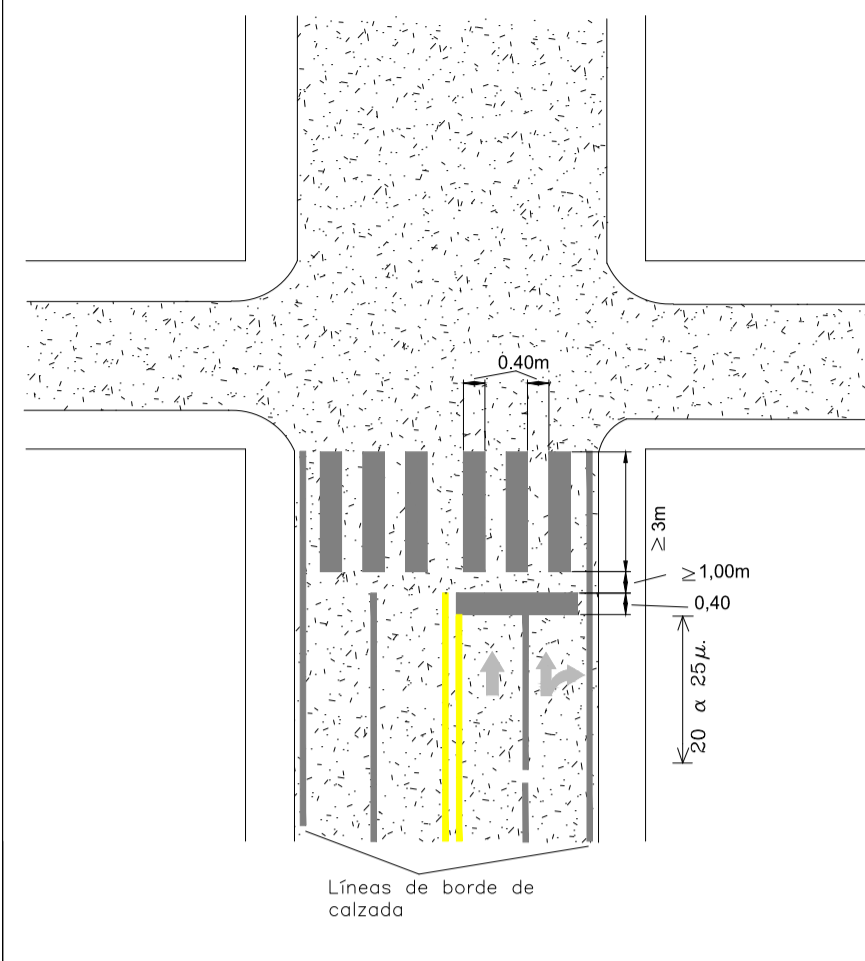 0.40m
≥ 3m
≥ 1,00m
0,40
20 α 25μ.
Líneas de borde de
calzada